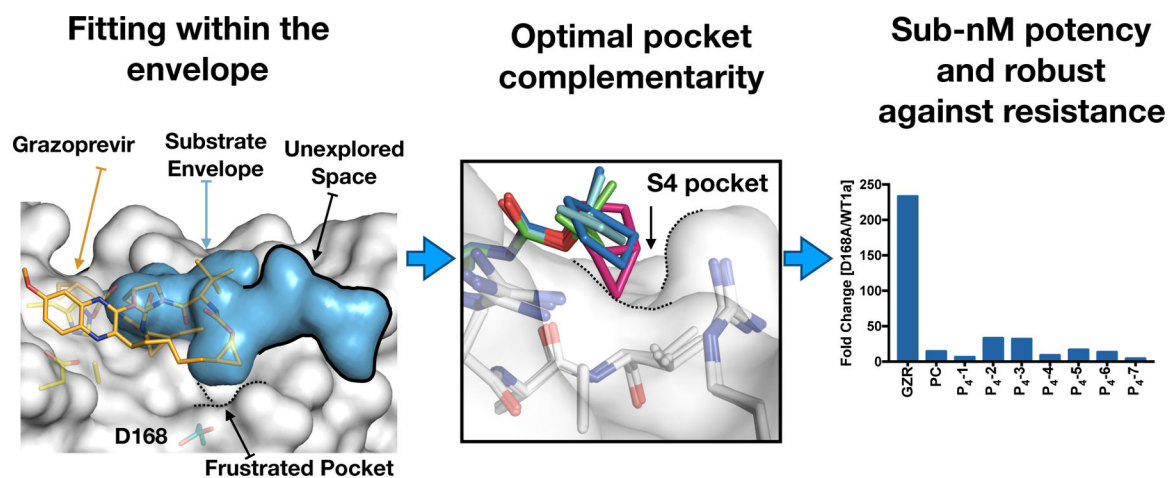 Fitting within the
envelope
Optimal pocket
complementarity
Sub-nM potency
and robust
against resistance
Grazoprevir
Substrate
Envelope
Unexplored
Space
D168
Frustrated Pocket
S4 pocket
Fold Change [D168A/WT1a]
250
200
150
100
50
0
GZR
PC
P4-1
P4-2
P4-3
P4-4
P4-5
P4-6
P4-7